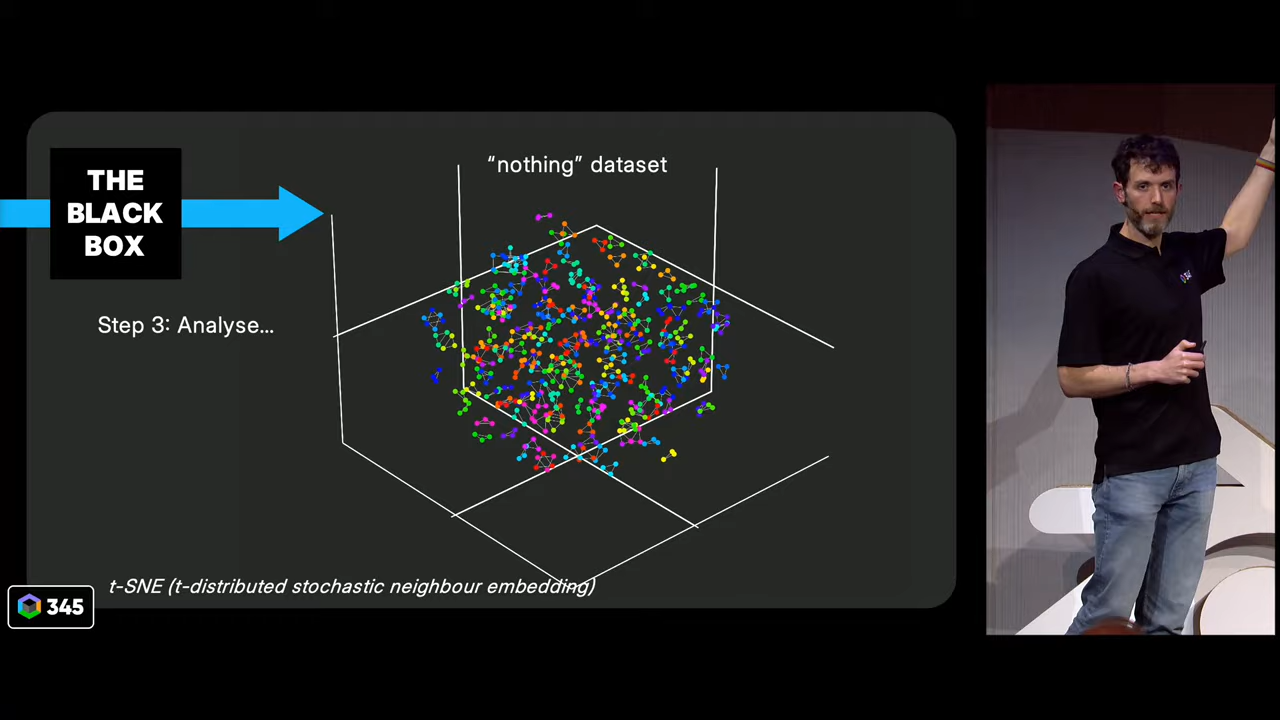 THE
BLACK
BOX
“nothing” dataset
Step 3: Analyse...
t-SNE (t-distributed stochastic neighbour embedding)
345